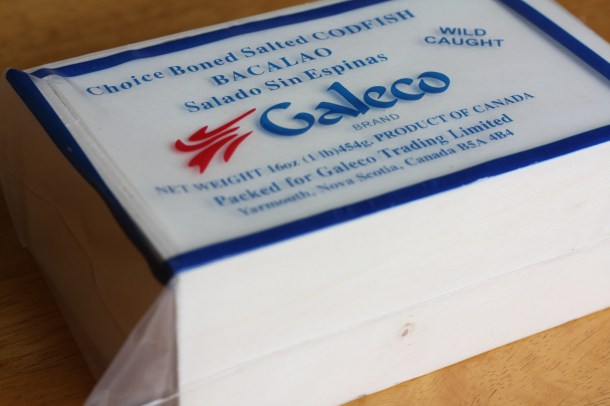 Choice Boned Salted CODFISH
BACALAO
Salado Sin Espinas
WILD
CAUGHT
Galeco
BRAND
NET WEIGHT 16oz (1 lb)454g. PRODUCT OF CANADA
Packed for Galeco Trading Limited
Yarmouth, Nova Scotia, Canada B5A 4B4